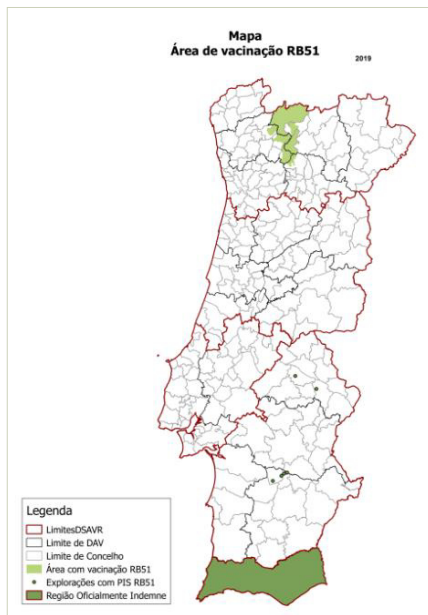 Mapa
Área de vacinação RB51
2019
Legenda
LimitesDSAVR
Limite de DAV
Limite de Concelho
Área com vacinação RB51
Explorações com PIS RB51
Região Oficialmente Indemne